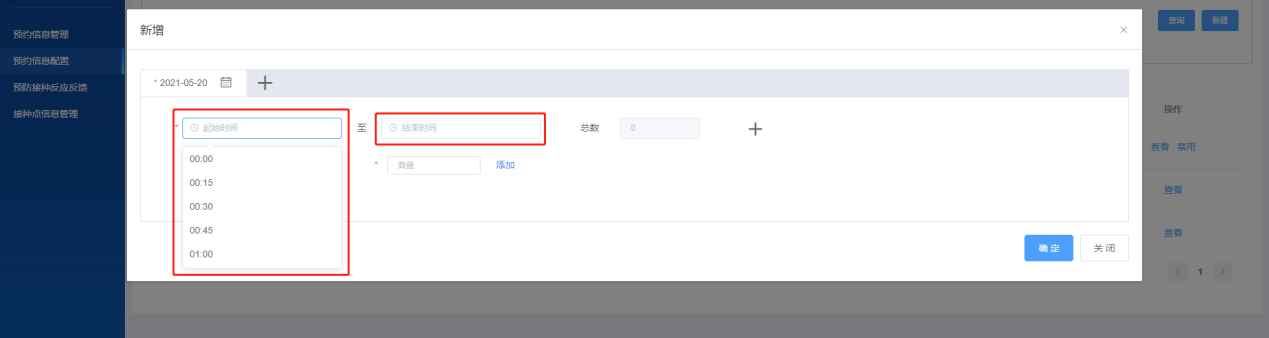 预约信息管理
预约信息配置
预防接种反应反馈
接种点信息管理
查询 新建
新增
* 2021-05-20
* 起始时间 至 结束时间 总数 0
00:00
00:15
00:30
00:45
01:00
* 数量 添加
确定 关闭
操作
查看 禁用
查看
查看
1